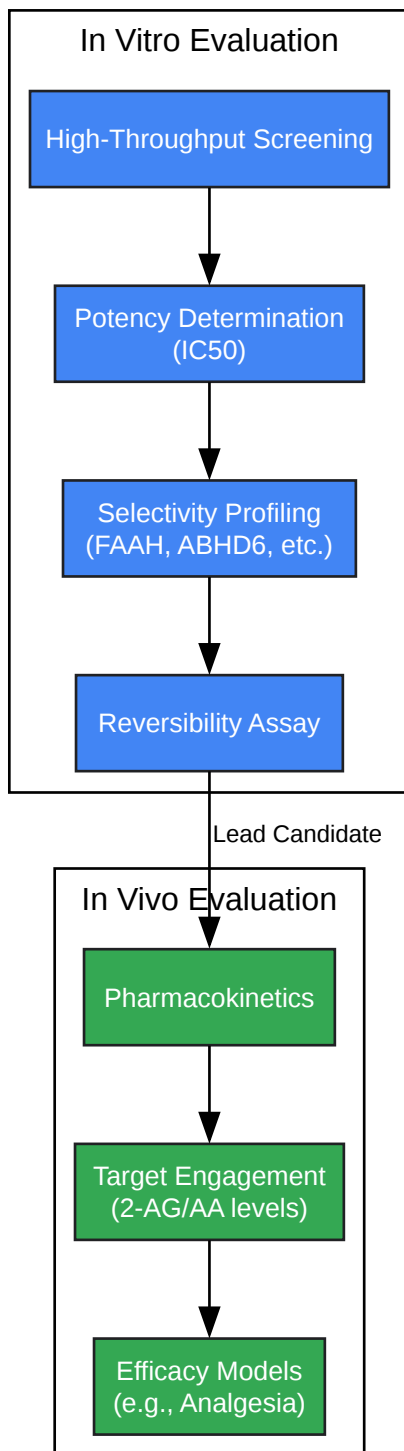 In Vitro Evaluation
High-Throughput Screening
Potency Determination
(IC50)
Selectivity Profiling
(FAAH, ABHD6, etc.)
Reversibility Assay
Lead Candidate
In Vivo Evaluation
Pharmacokinetics
Target Engagement
(2-AG/AA levels)
Efficacy Models
(e.g., Analgesia)